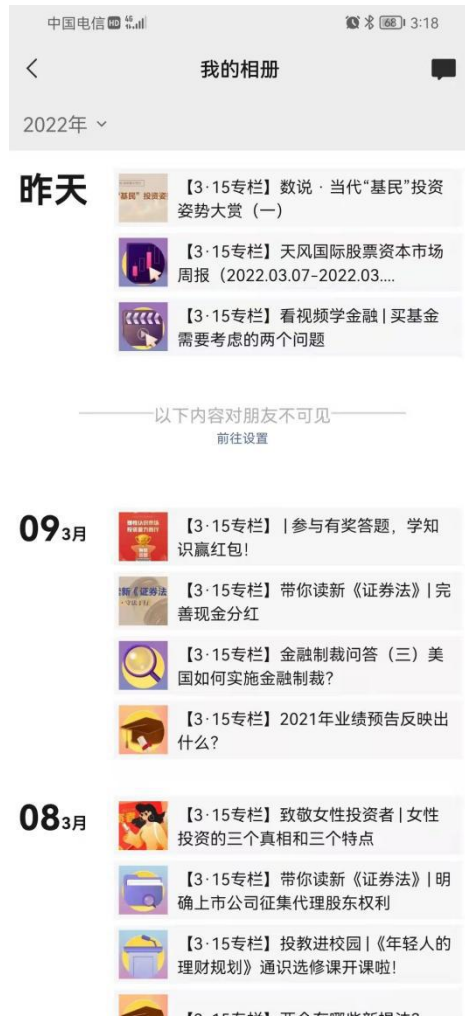 中国电信 HD 4G 68 3:18
我的相册
2022年
昨天
"基民"投资姿
【3·15专栏】数说·当代“基民”投资
姿势大赏（一）
【3·15专栏】天风国际股票资本市场
周报（2022.03.07-2022.03....
【3·15专栏】看视频学金融|买基金
需要考虑的两个问题
以下内容对朋友不可见
前往设置
09 3月
【3·15专栏】|参与有奖答题，学知
识赢红包！
新《证券法
【3·15专栏】带你读新《证券法》|完
善现金分红
【3·15专栏】金融制裁问答（三）美
国如何实施金融制裁？
【3·15专栏】2021年业绩预告反映出
什么？
08 3月
【3·15专栏】致敬女性投资者|女性
投资的三个真相和三个特点
【3·15专栏】带你读新《证券法》|明
确上市公司征集代理股东权利
【3·15专栏】投教进校园|《年轻人的
理财规划》通识选修课开课啦！